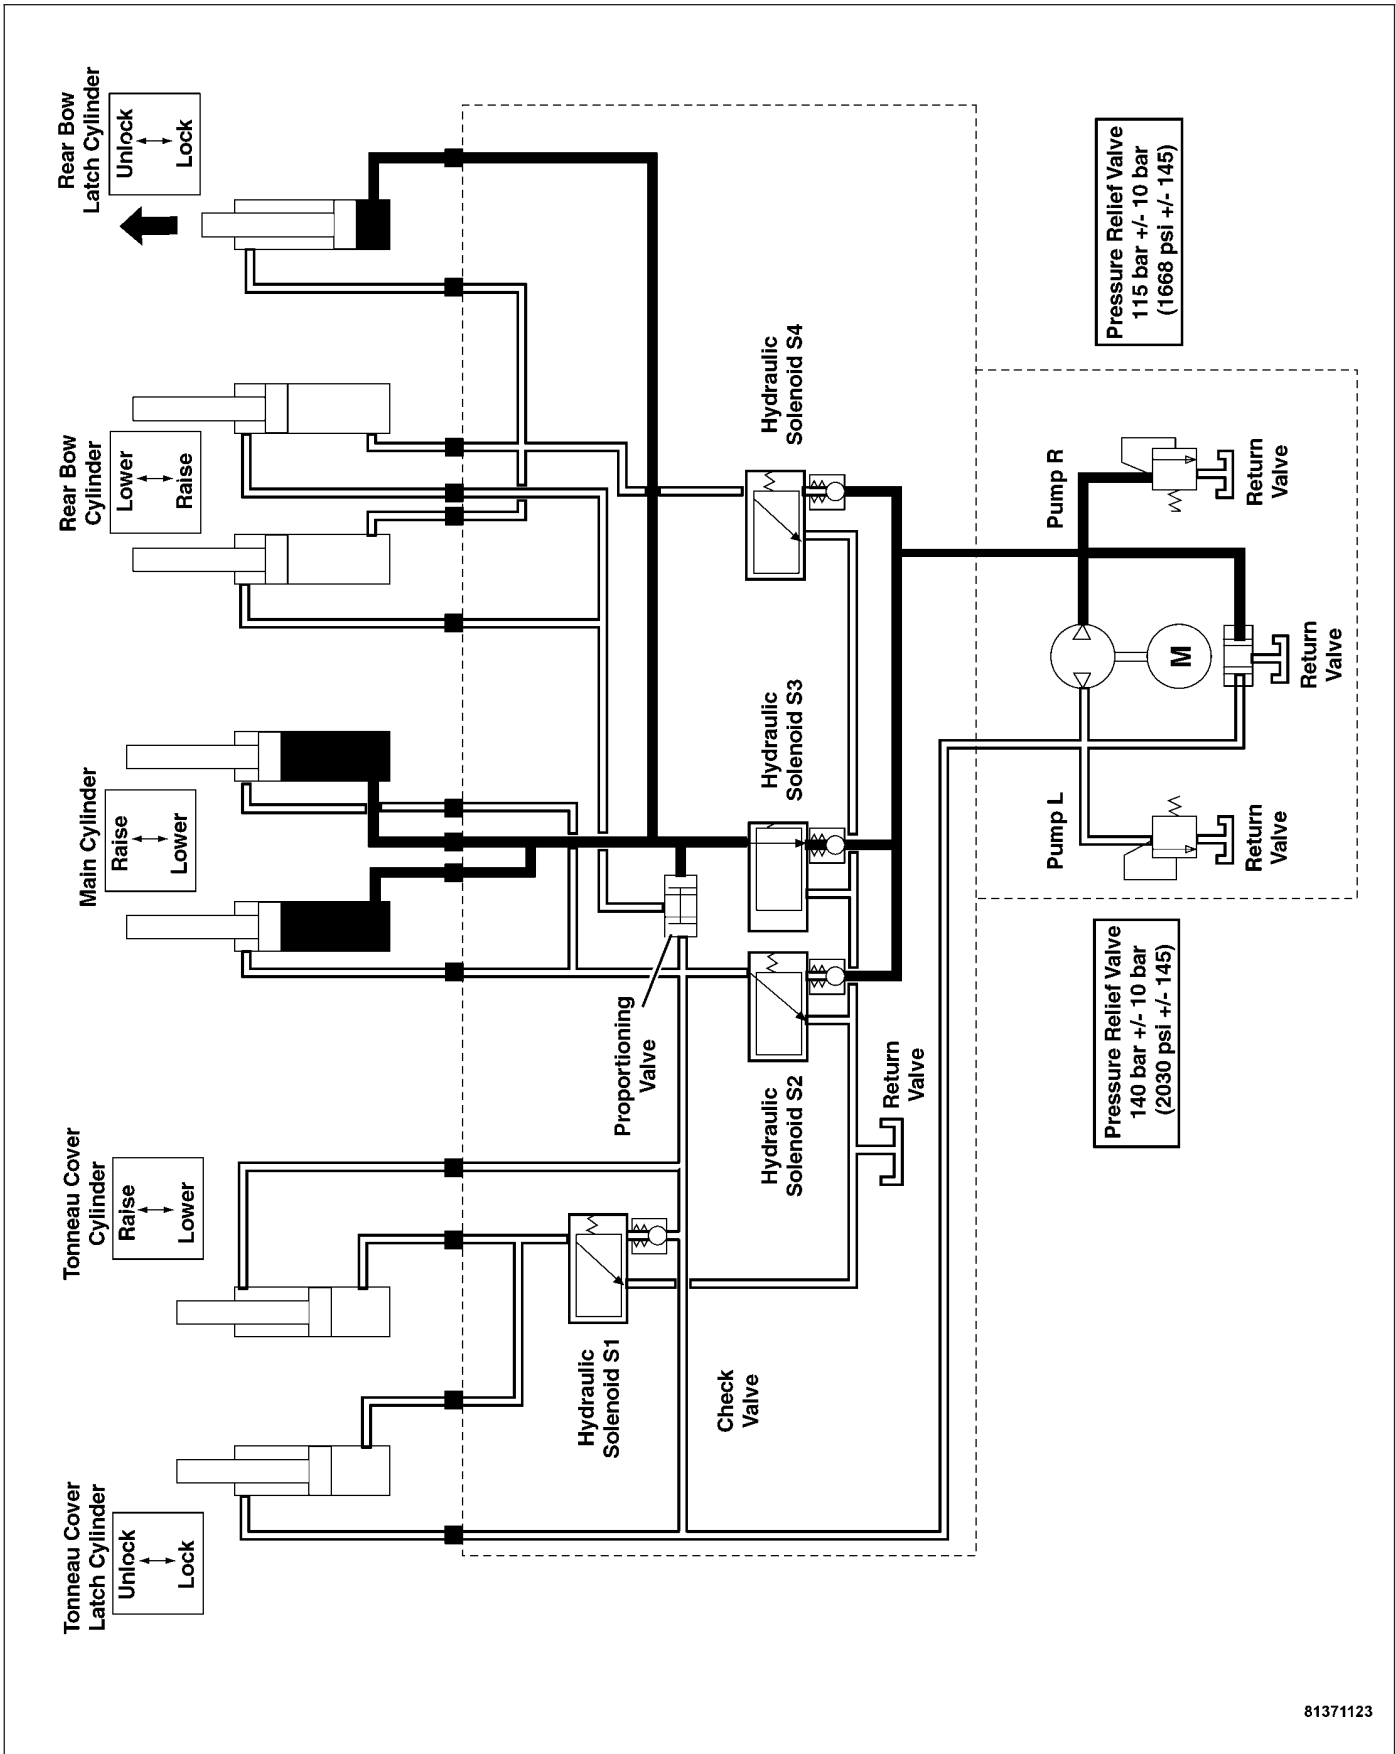 Tonneau Cover
Latch Cylinder
Unlock
Lock
Tonneau Cover
Cylinder
Raise
Lower
Main Cylinder
Raise
Lower
Rear Bow
Cylinder
Lower
Raise
Rear Bow
Latch Cylinder
Unlock
Lock
Hydraulic
Solenoid S1
Check
Valve
Proportioning
Valve
Hydraulic
Solenoid S2
Hydraulic
Solenoid S3
Hydraulic
Solenoid S4
Return
Valve
Pump L
Pump R
M
Return
Valve
Return
Valve
Return
Valve
Pressure Relief Valve
140 bar +/- 10 bar
(2030 psi +/- 145)
Pressure Relief Valve
115 bar +/- 10 bar
(1668 psi +/- 145)
81371123